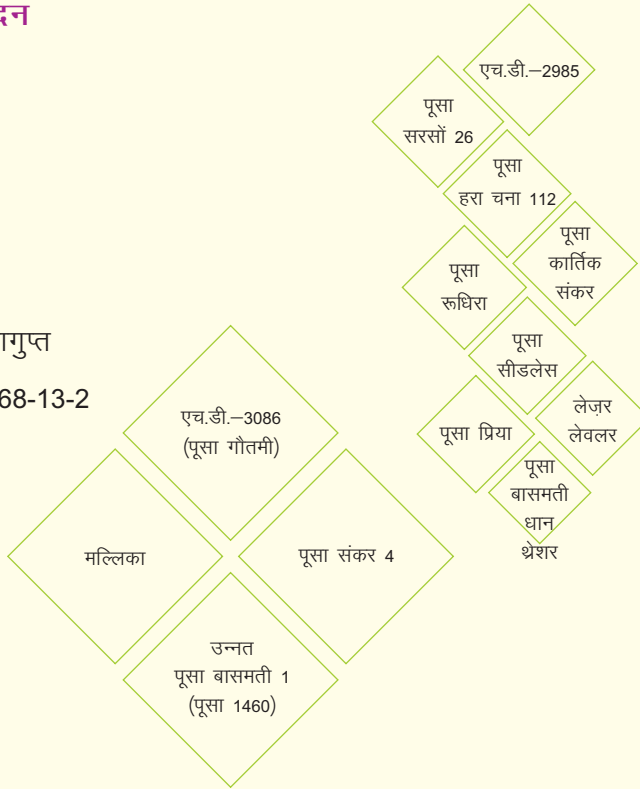 दन
एच.डी.–2985
पूसा
सरसों 26
पूसा
हरा चना 112
पूसा
कार्तिक
संकर
पूसा
रूधिरा
पूसा
सीडलेस
लेज़र
लेवलर
पूसा प्रिया
पूसा
बासमती
धान
थ्रेशर
ागुप्त
68-13-2
एच.डी.–3086
(पूसा गौतमी)
मल्लिका
पूसा संकर 4
उन्नत
पूसा बासमती 1
(पूसा 1460)